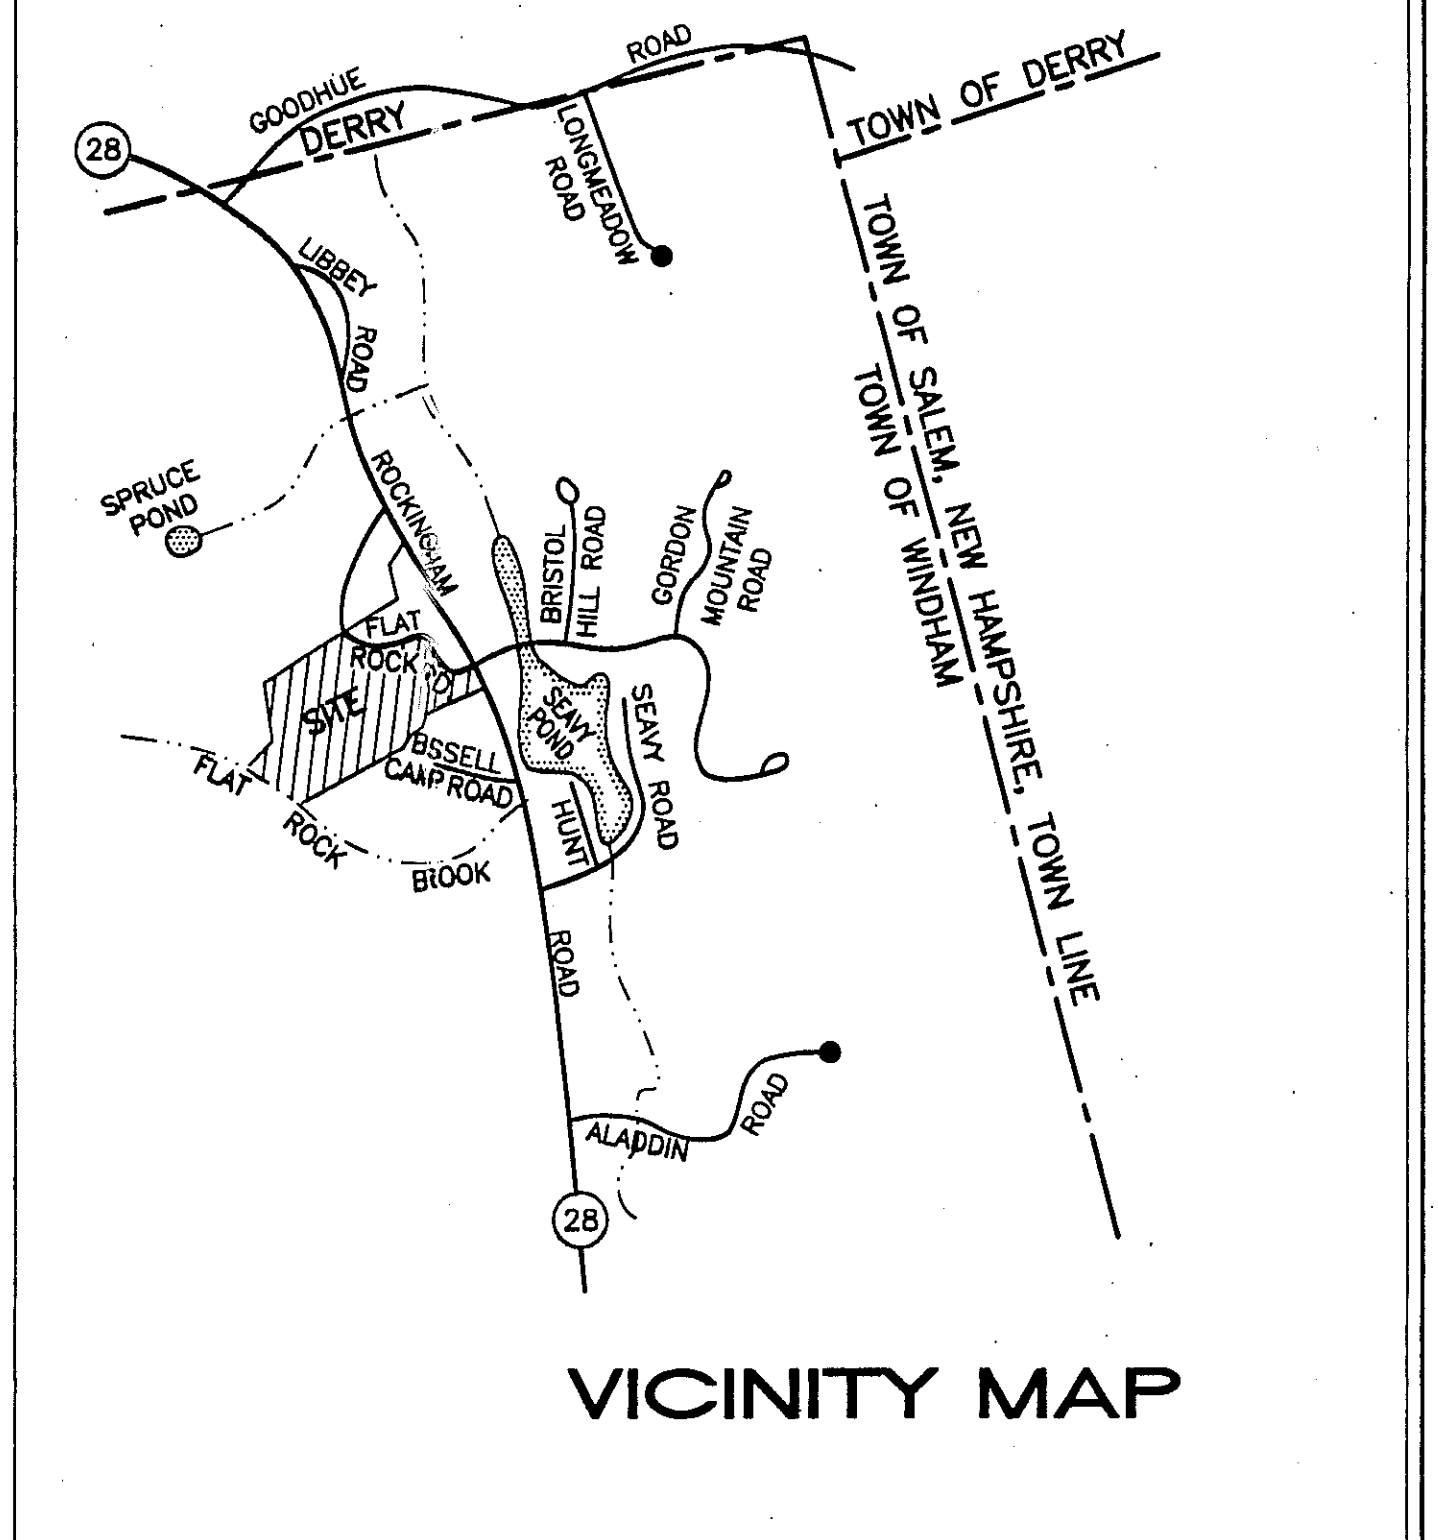 ROAD
GOODHUE
DERRY
TOWN OF DERRY
28
LONGMEADOW
ROAD
LIBBEY
ROAD
TOWN OF SALEM, NEW HAMPSHIRE, TOWN LINE
TOWN OF WINDHAM
SPRUCE
POND
ROCKINGHAM
BRISTOL
HILL ROAD
GORDON
MOUNTAIN
ROAD
FLAT
ROCK
RD
SITE
SEAVY
POND
SEAVY ROAD
BSSELL
CAMP ROAD
FLAT
ROCK
BROOK
HUNT
ROAD
ALADDIN
ROAD
28
VICINITY MAP